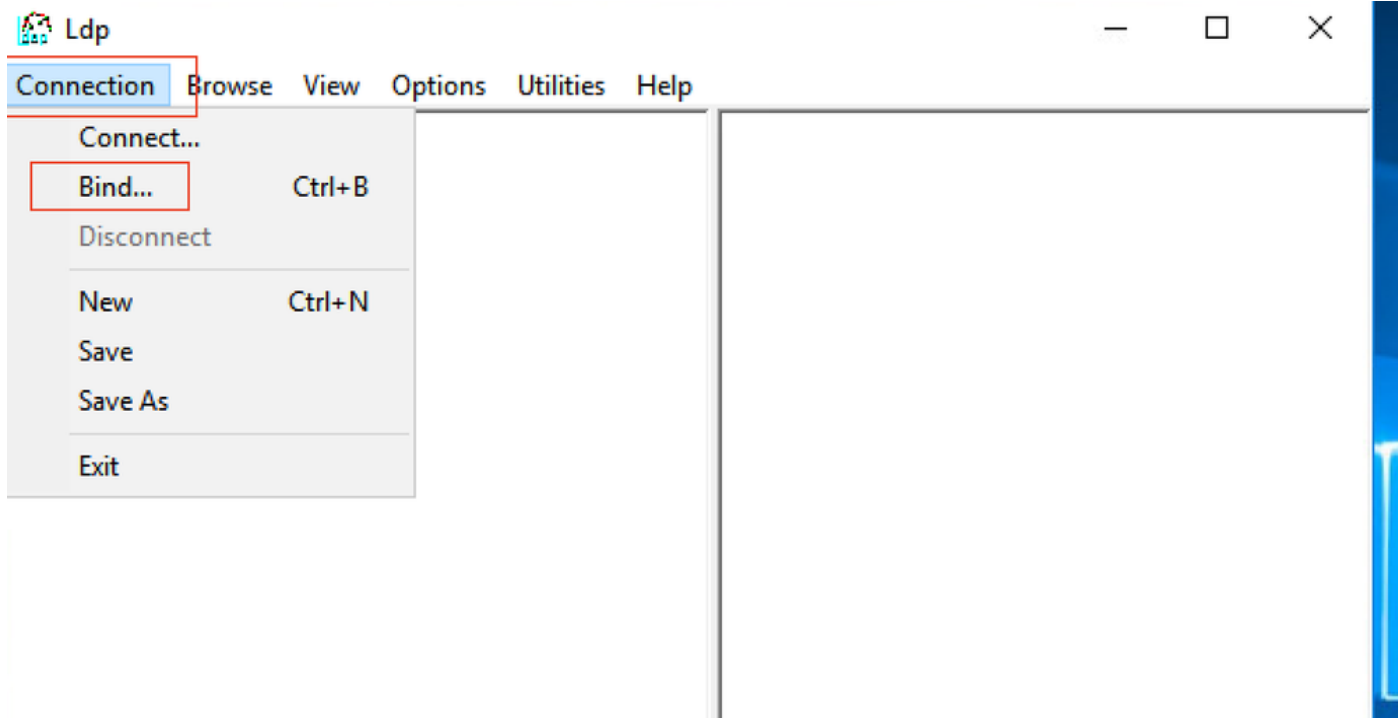 Ldp
Connection Browse View Options Utilities Help
Connect...
Bind... Ctrl+B
Disconnect
New Ctrl+N
Save
Save As
Exit